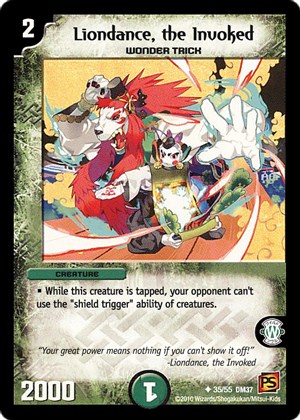 2
Liondance, the Invoked
WONDER TRICK
CREATURE
▪ While this creature is tapped, your opponent can't
use the "shield trigger" ability of creatures.
"Your great power means nothing if you can't show it off!"
-Liondance, the Invoked
2000
1
✦ 35/55 DM37
©2010 Wizards/Shogakukan/Mitsui-Kids
PS